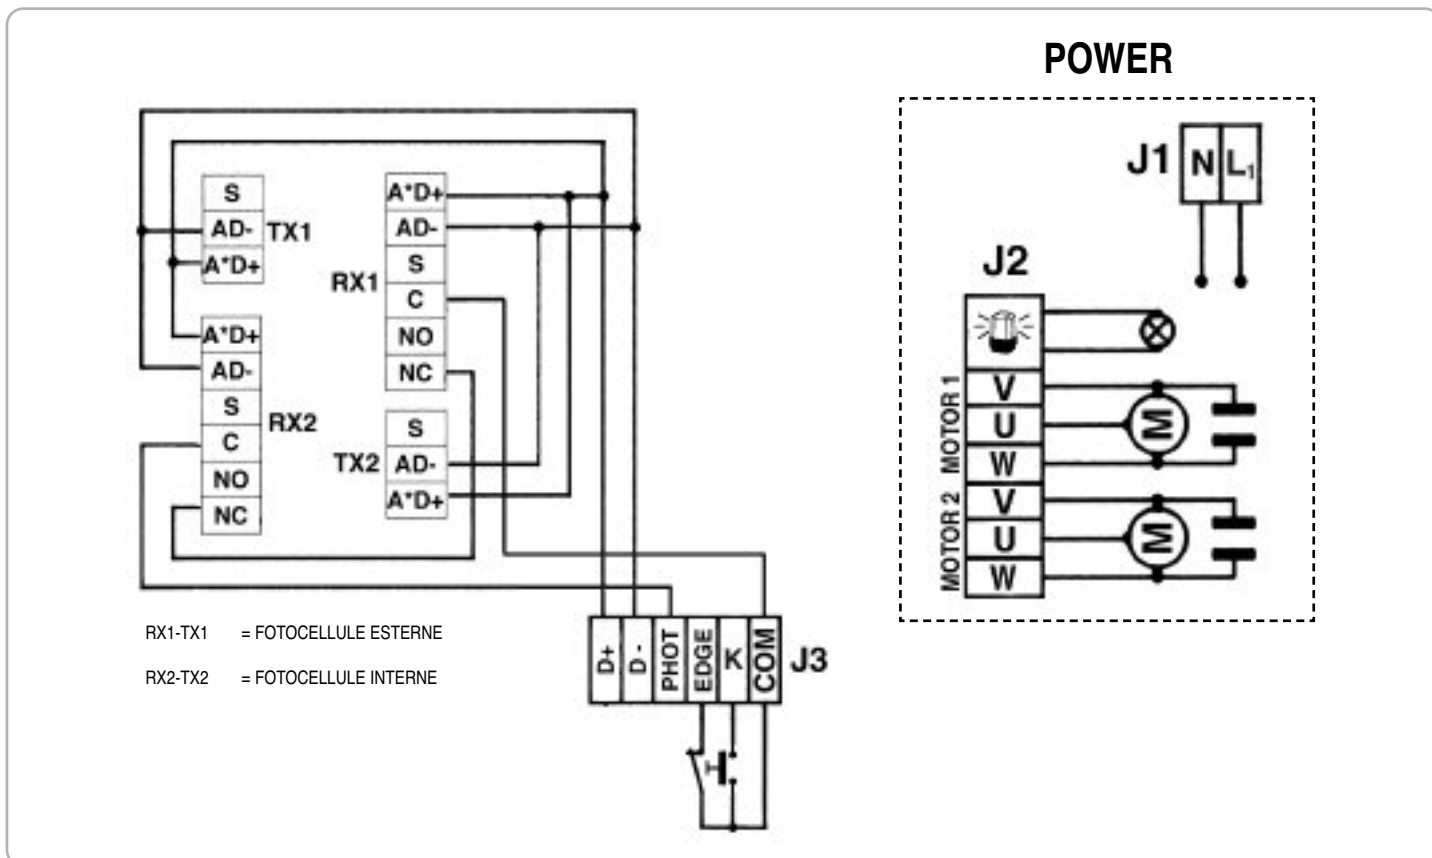 POWER
J1
N L1
S
AD-
A*D+
TX1
A*D+
AD-
S
C
NO
NC
RX1
A*D+
AD-
S
C
NO
NC
RX2
S
AD-
A*D+
TX2
J2
MOTOR 1
V
U
W
MOTOR 2
V
U
W
M
M
RX1-TX1 = FOTOCELLULE ESTERNE
RX2-TX2 = FOTOCELLULE INTERNE
D+ D - PHOT EDGE K COM
J3